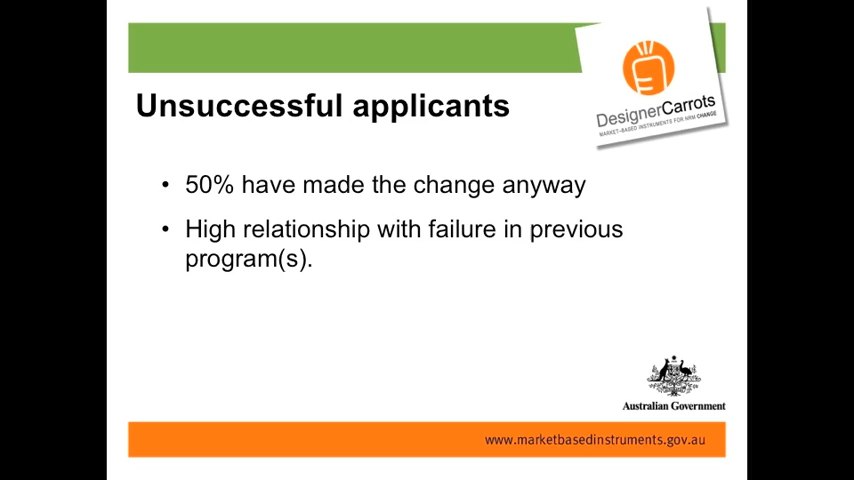 Unsuccessful applicants
DesignerCarrots
MARKET-BASED INSTRUMENTS FOR NRM CHANGE
• 50% have made the change anyway
• High relationship with failure in previous
program(s).
Australian Government
www.marketbasedinstruments.gov.au